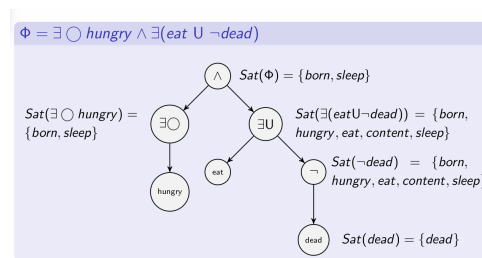 Φ = ∃ ◯ hungry ∧ ∃(eat U ¬dead)
∧ Sat(Φ) = {born, sleep}
Sat(∃ ◯ hungry) =
{born, sleep}
∃◯
∃U
Sat(∃(eatU¬dead)) = {born,
hungry, eat, content, sleep}
hungry
eat
¬
Sat(¬dead) = {born,
hungry, eat, content, sleep
dead
Sat(dead) = {dead}